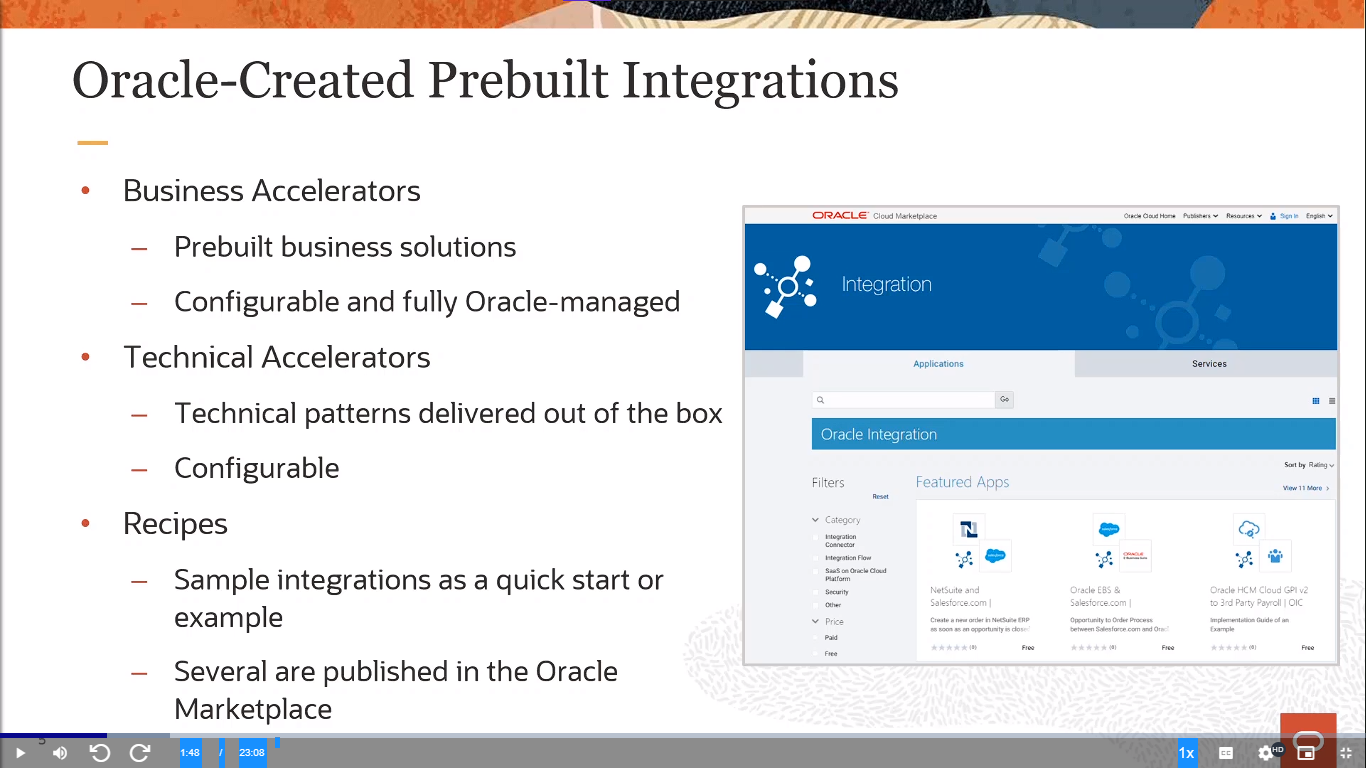 Oracle-Created Prebuilt Integrations
• Business Accelerators
– Prebuilt business solutions
– Configurable and fully Oracle-managed
• Technical Accelerators
– Technical patterns delivered out of the box
– Configurable
• Recipes
– Sample integrations as a quick start or
example
– Several are published in the Oracle
Marketplace
ORACLE Cloud Marketplace
Oracle Cloud Home Publishers Resources Sign In English
Integration
Applications Services
Go
Oracle Integration
Sort by Rating
Filters
Reset
Featured Apps
View 11 More
Category
Integration
Connector
Integration Flow
SaaS on Oracle Cloud
Platform
Security
Other
Price
Paid
Free
NetSuite and
Salesforce.com |
Create a new order in NetSuite ERP
as soon as an opportunity is close
(0) Free
Oracle EBS &
Salesforce.com |
Opportunity to Order Process
between Salesforce.com and Orac
(0) Free
Oracle HCM Cloud GPI v2
to 3rd Party Payroll | OIC
Implementation Guide of an
Example
(0) Free
5
1:48 / 23:08
1x
CC
HD